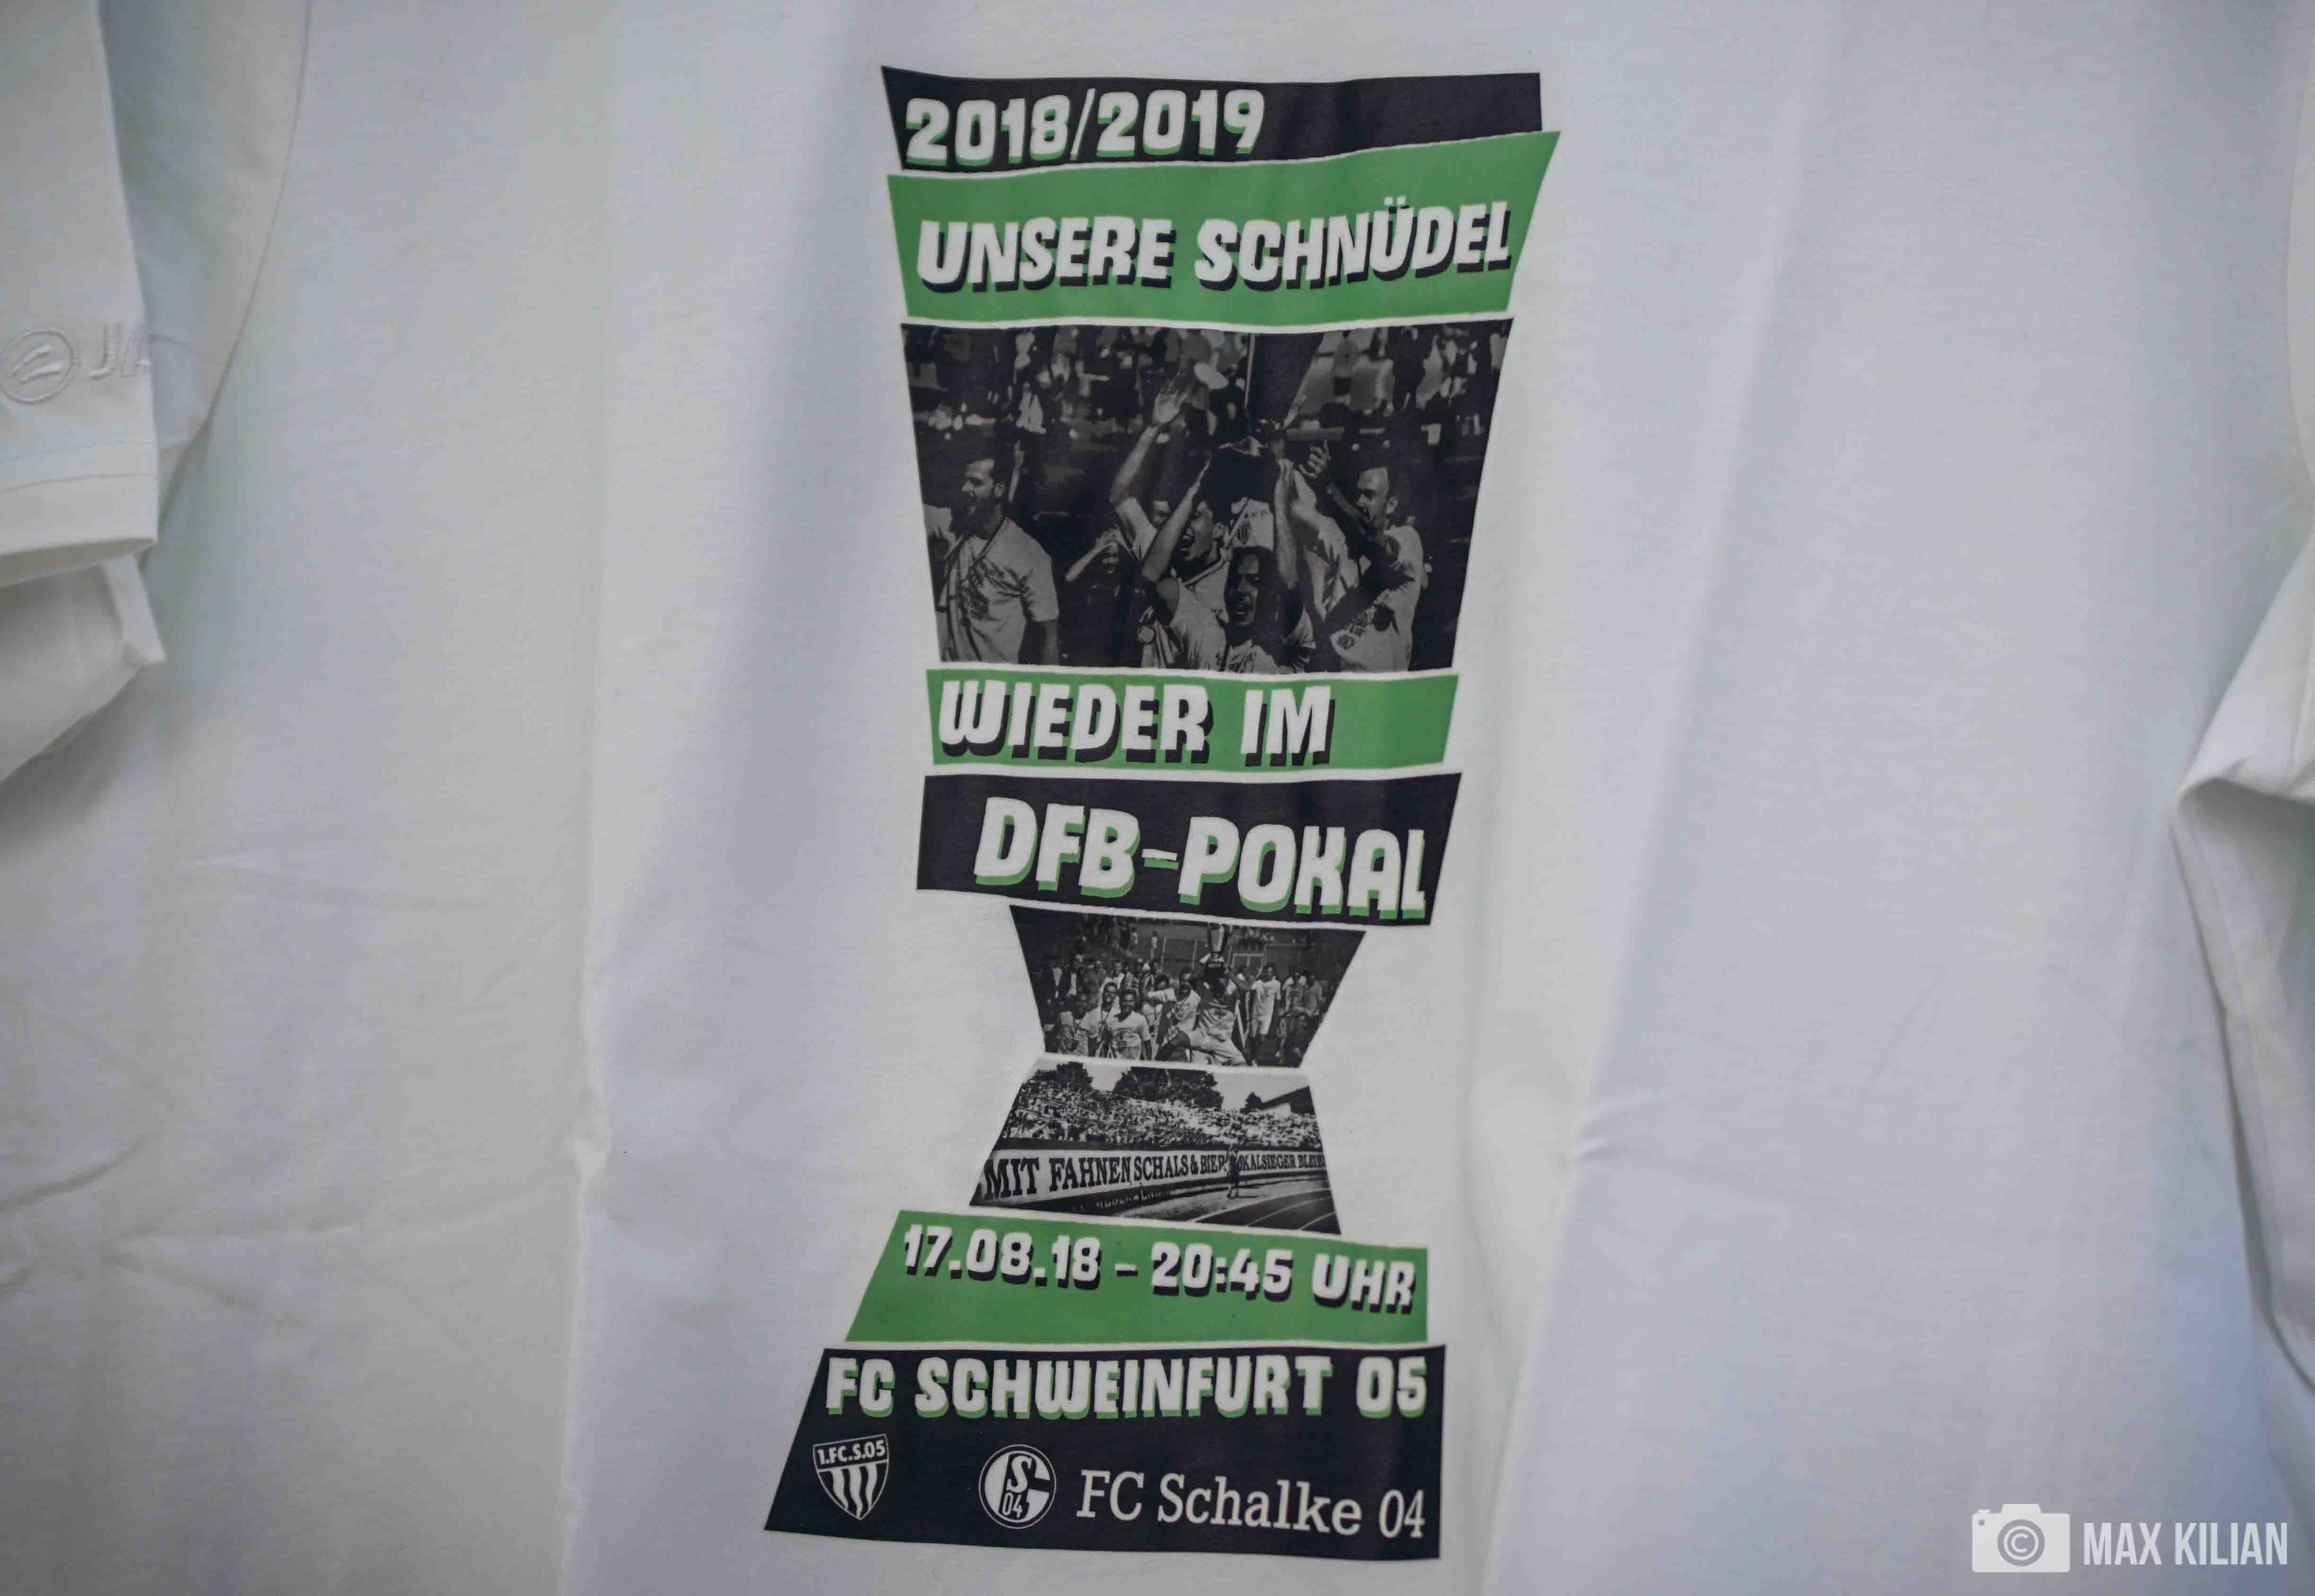 2018/2019
UNSERE SCHNÜDEL
WIEDER IM
DFB-POKAL
MIT FAHNEN SCHALS & BIER
17.08.18 - 20:45 UHR
FC SCHWEINFURT 05
1.FC.S.05
S
04
FC Schalke 04
©
MAX KILIAN